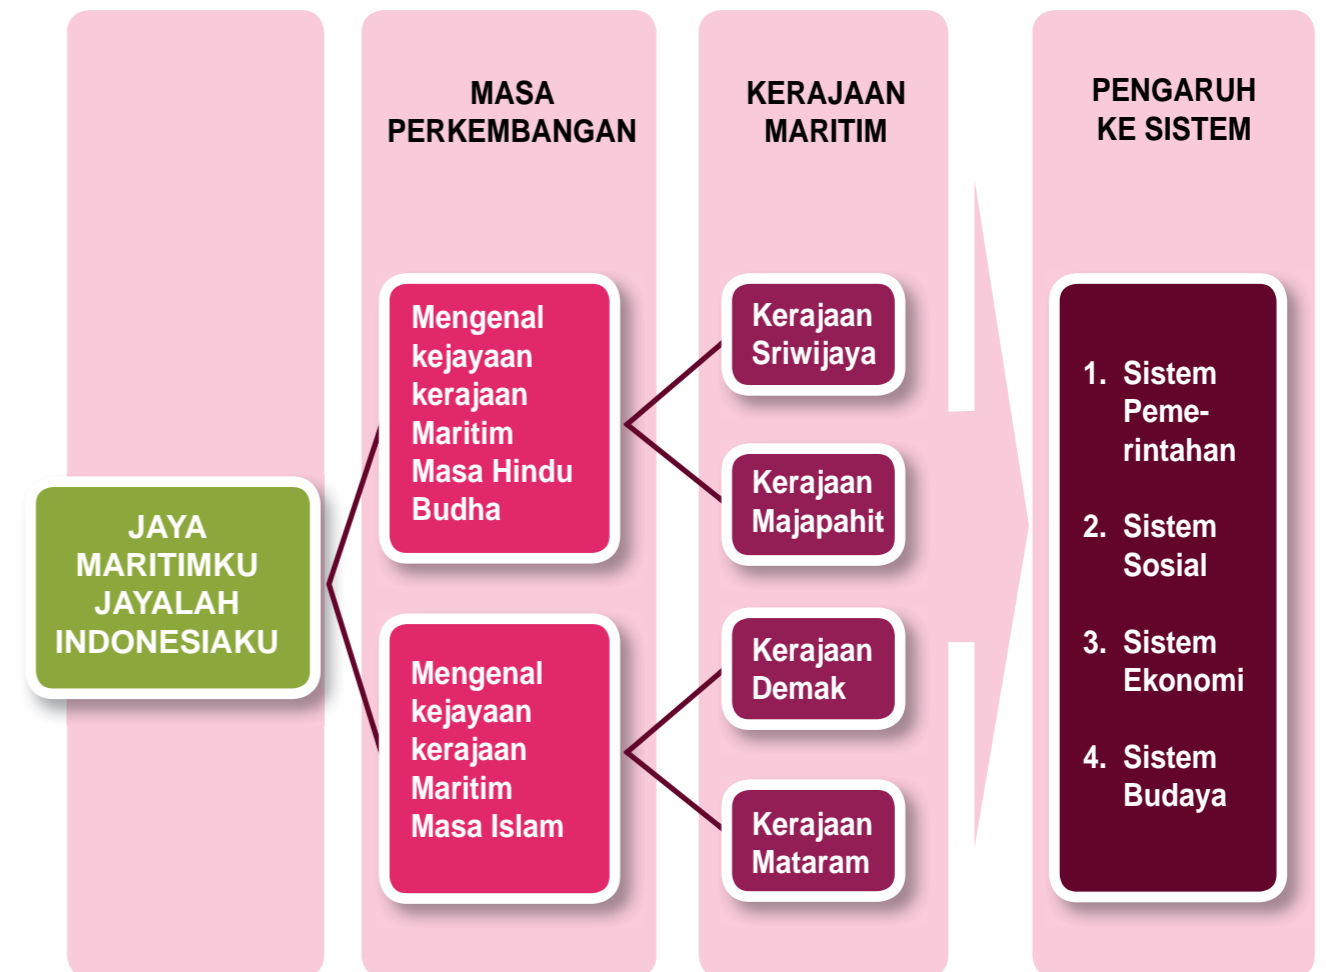 MASA
PERKEMBANGAN
KERAJAAN
MARITIM
PENGARUH
KE SISTEM
JAYA
MARITIMKU
JAYALAH
INDONESIAKU
Mengenal
kejayaan
kerajaan
Maritim
Masa Hindu
Budha
Mengenal
kejayaan
kerajaan
Maritim
Masa Islam
Kerajaan
Sriwijaya
Kerajaan
Majapahit
Kerajaan
Demak
Kerajaan
Mataram
1. Sistem
Peme-
rintahan
2. Sistem
Sosial
3. Sistem
Ekonomi
4. Sistem
Budaya